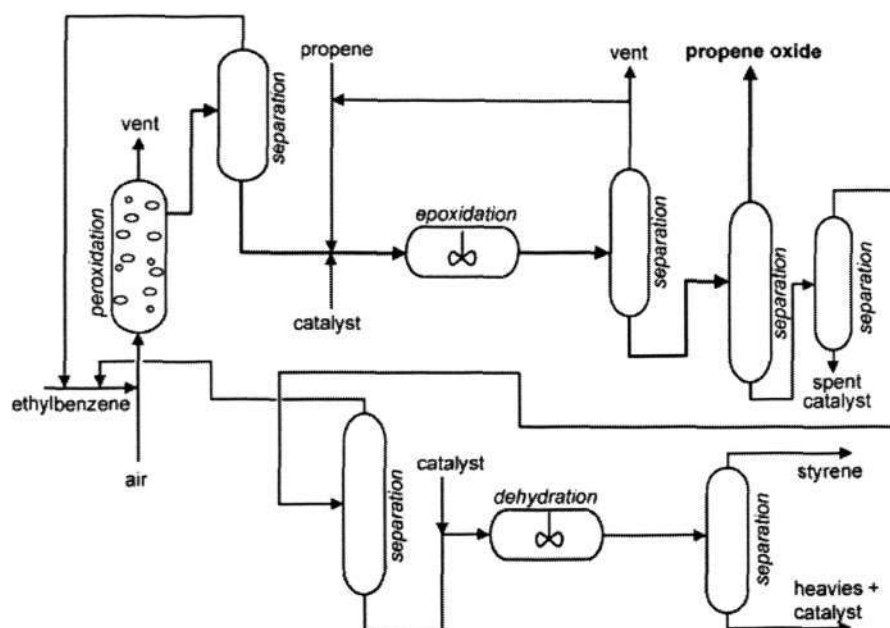 propene
vent
propene oxide
vent
separation
peroxidation
epoxidation
separation
separation
separation
catalyst
spent
catalyst
ethylbenzene
air
catalyst
dehydration
separation
styrene
separation
heavies +
catalyst